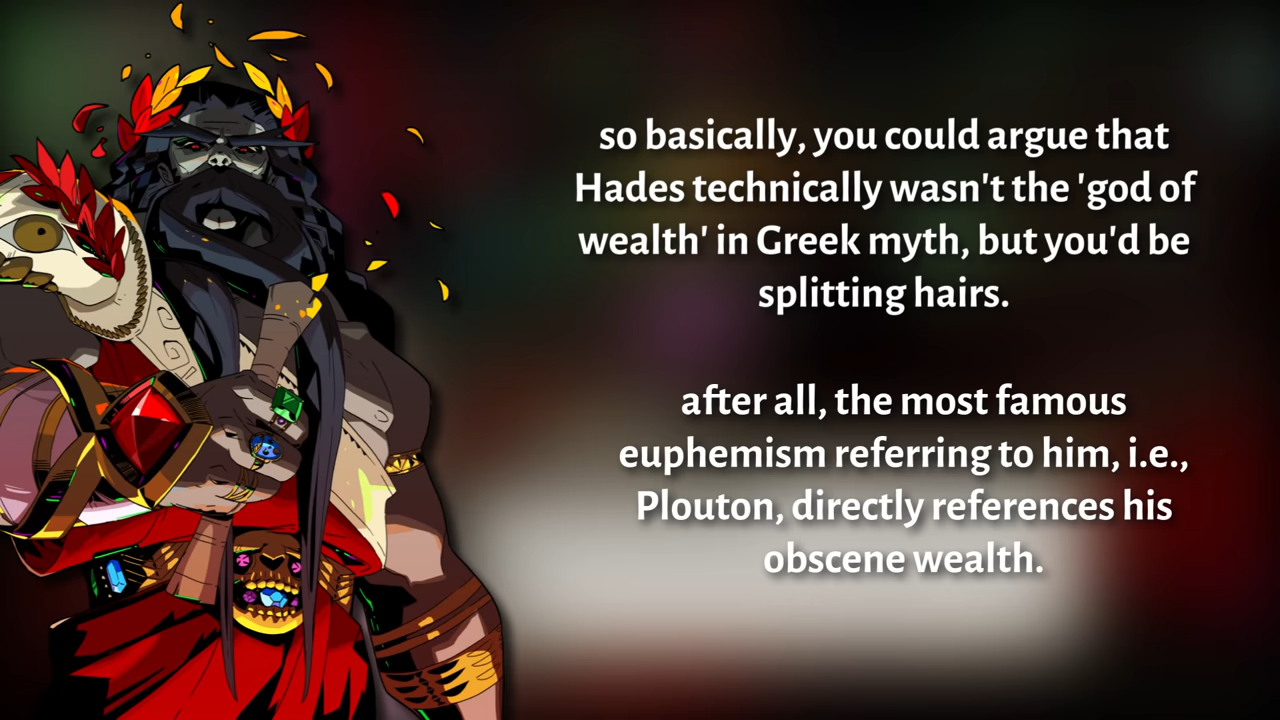 so basically, you could argue that
Hades technically wasn't the 'god of
wealth' in Greek myth, but you'd be
splitting hairs.
after all, the most famous
euphemism referring to him, i.e.,
Plouton, directly references his
obscene wealth.